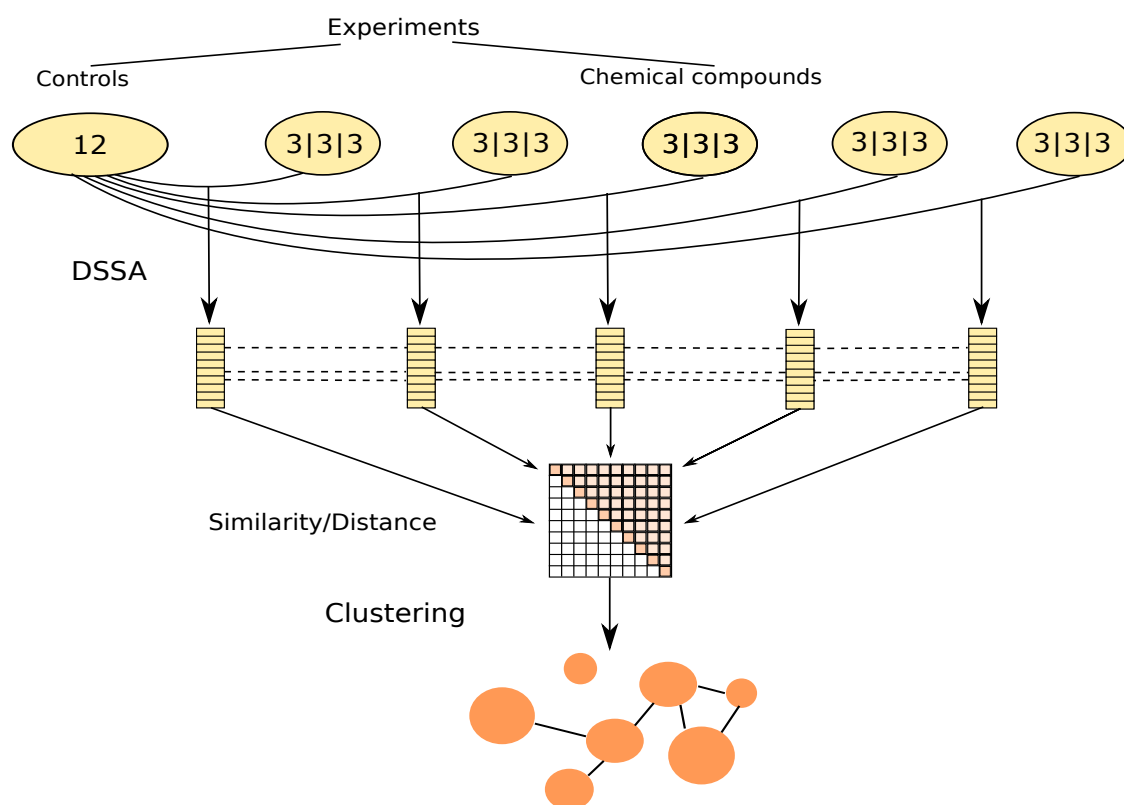 Experiments
Controls
Chemical compounds
12
3|3|3
3|3|3
3|3|3
3|3|3
3|3|3
DSSA
Similarity/Distance
Clustering